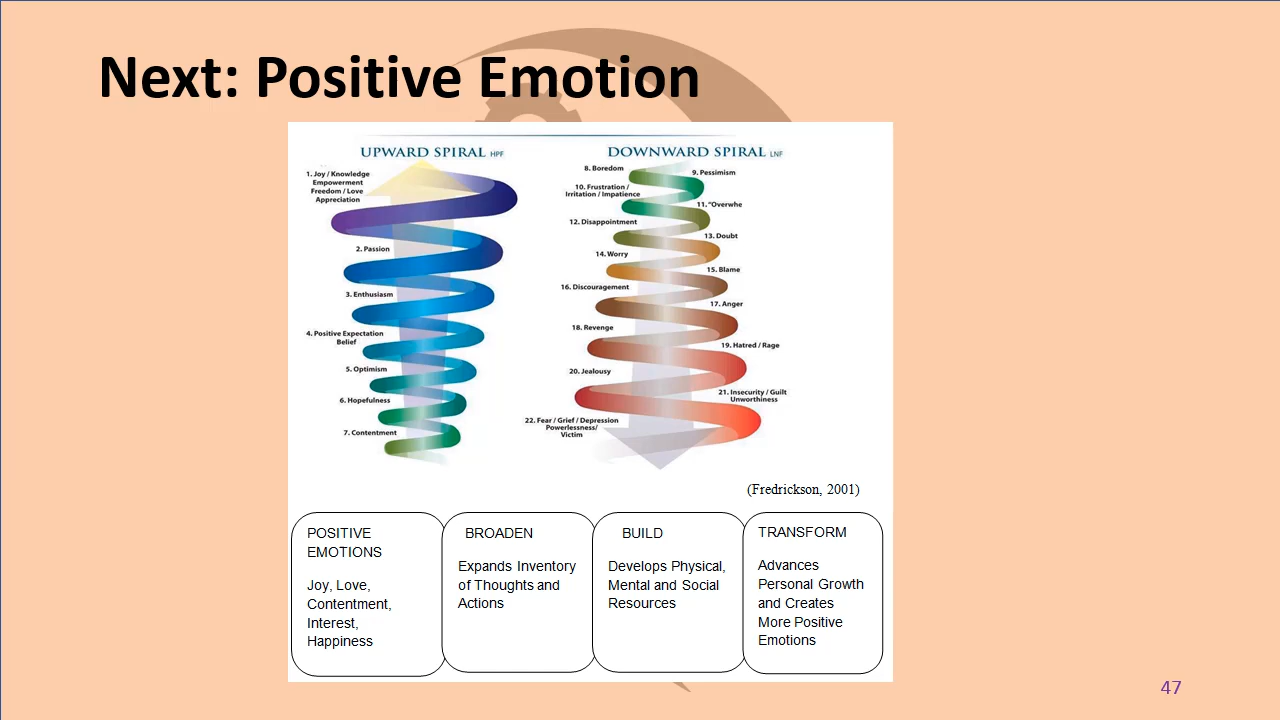 Next: Positive Emotion
UPWARD SPIRAL HPF
1. Joy / Knowledge
Empowerment
Freedom / Love
Appreciation
2. Passion
3. Enthusiasm
4. Positive Expectation
Belief
5. Optimism
6. Hopefulness
7. Contentment
DOWNWARD SPIRAL LNF
8. Boredom
9. Pessimism
10. Frustration /
Irritation / Impatience
11. "Overwhe
12. Disappointment
13. Doubt
14. Worry
15. Blame
16. Discouragement
17. Anger
18. Revenge
19. Hatred / Rage
20. Jealousy
21. Insecurity / Guilt
Unworthiness
22. Fear / Grief / Depression
Powerlessness/
Victim
(Fredrickson, 2001)
POSITIVE
EMOTIONS
Joy, Love,
Contentment,
Interest,
Happiness
BROADEN
Expands Inventory
of Thoughts and
Actions
BUILD
Develops Physical,
Mental and Social
Resources
TRANSFORM
Advances
Personal Growth
and Creates
More Positive
Emotions
47